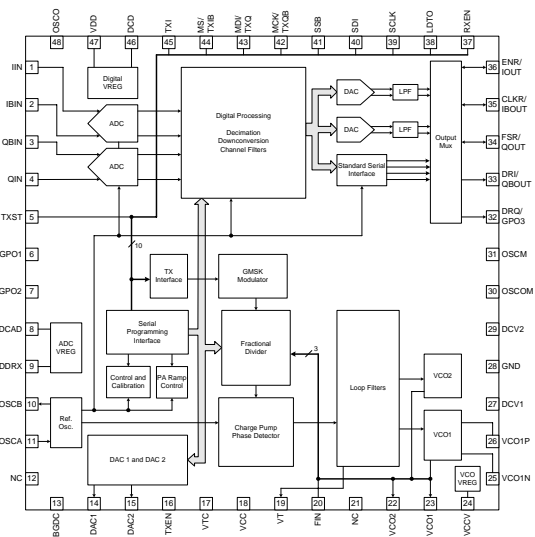 OSCO
VDD
DCD
TXI
MS/
TXIB
MDI/
TXQ
MCK/
TXQB
SSB
SDI
SCLK
LDTO
RXEN
48
47
46
45
44
43
42
41
40
39
38
37
IIN
1
IBIN
2
QBIN
3
QIN
4
TXST
5
GPO1
6
GPO2
7
DCAD
8
DDRX
9
OSCB
10
OSCA
11
NC
12
Digital
VREG
ADC
ADC
Digital Processing
Decimation
Downconversion
Channel Filters
DAC
LPF
DAC
LPF
Standard Serial
Interface
Output
Mux
10
TX
Interface
GMSK
Modulator
Serial
Programming
Interface
Fractional
Divider
3
Loop Filters
VCO2
ADC
VREG
Control and
Calibration
PA Ramp
Control
Ref.
Osc.
Charge Pump
Phase Detector
VCO1
DAC 1 and DAC 2
VCO
VREG
36
ENR/
IOUT
35
CLKR/
IBOUT
34
FSR/
QOUT
33
DRI/
QBOUT
32
DRQ/
GPO3
31
OSCM
30
OSCOM
29
DCV2
28
GND
27
DCV1
26
VCO1P
25
VCO1N
13
14
15
16
17
18
19
20
21
22
23
24
BGDC
DAC1
DAC2
TXEN
VTC
VCC
VT
FIN
NC
VCO2
VCO1
VCCV